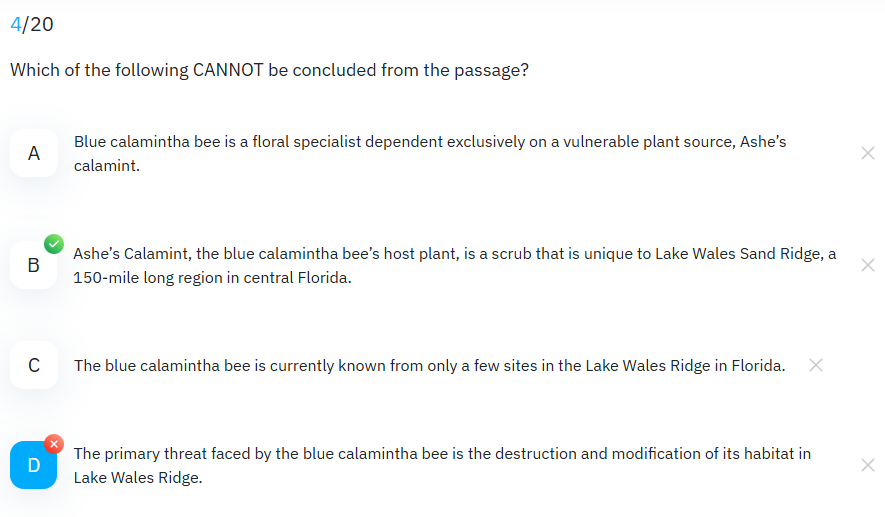 4/20
Which of the following CANNOT be concluded from the passage?
A
Blue calamintha bee is a floral specialist dependent exclusively on a vulnerable plant source, Ashe’s
calamint.
B
Ashe’s Calamint, the blue calamintha bee’s host plant, is a scrub that is unique to Lake Wales Sand Ridge, a
150-mile long region in central Florida.
C
The blue calamintha bee is currently known from only a few sites in the Lake Wales Ridge in Florida.
D
The primary threat faced by the blue calamintha bee is the destruction and modification of its habitat in
Lake Wales Ridge.